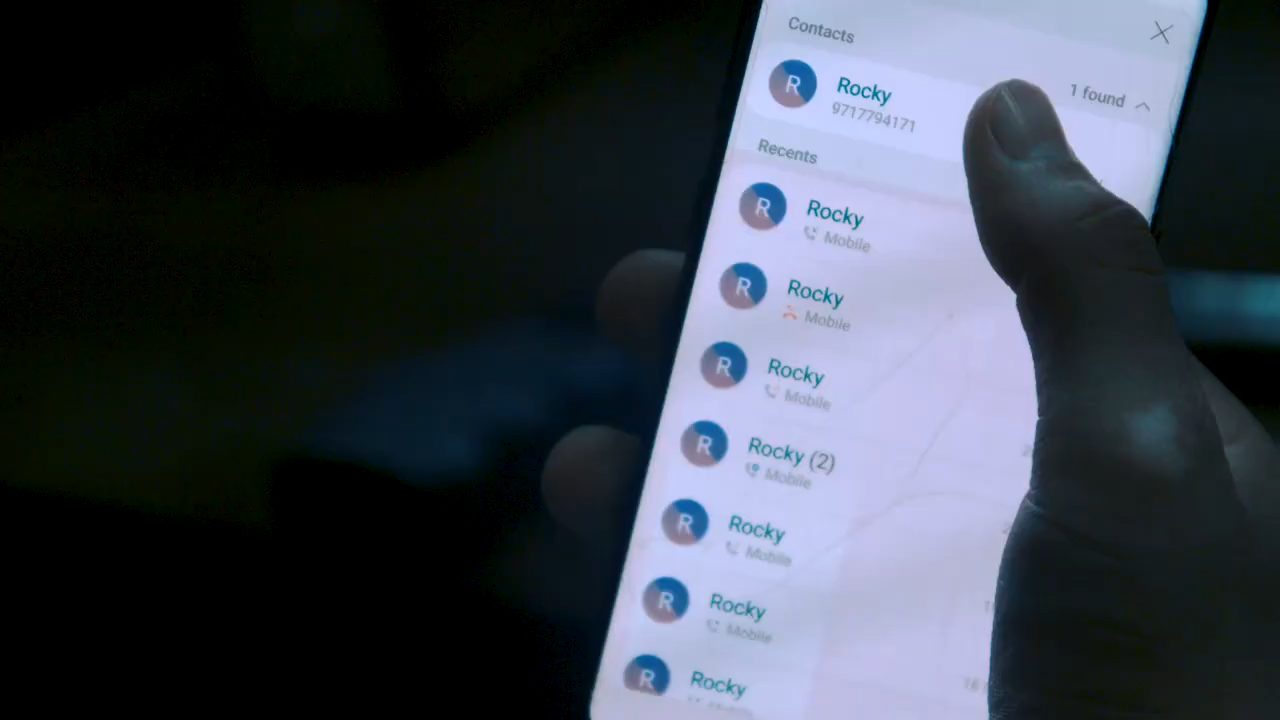 Contacts
R
Rocky
1 found
9717794171
Recents
R
Rocky
Mobile
R
Rocky
Mobile
R
Rocky
Mobile
R
Rocky (2)
Mobile
R
Rocky
Mobile
R
Rocky
Mobile
R
Rocky